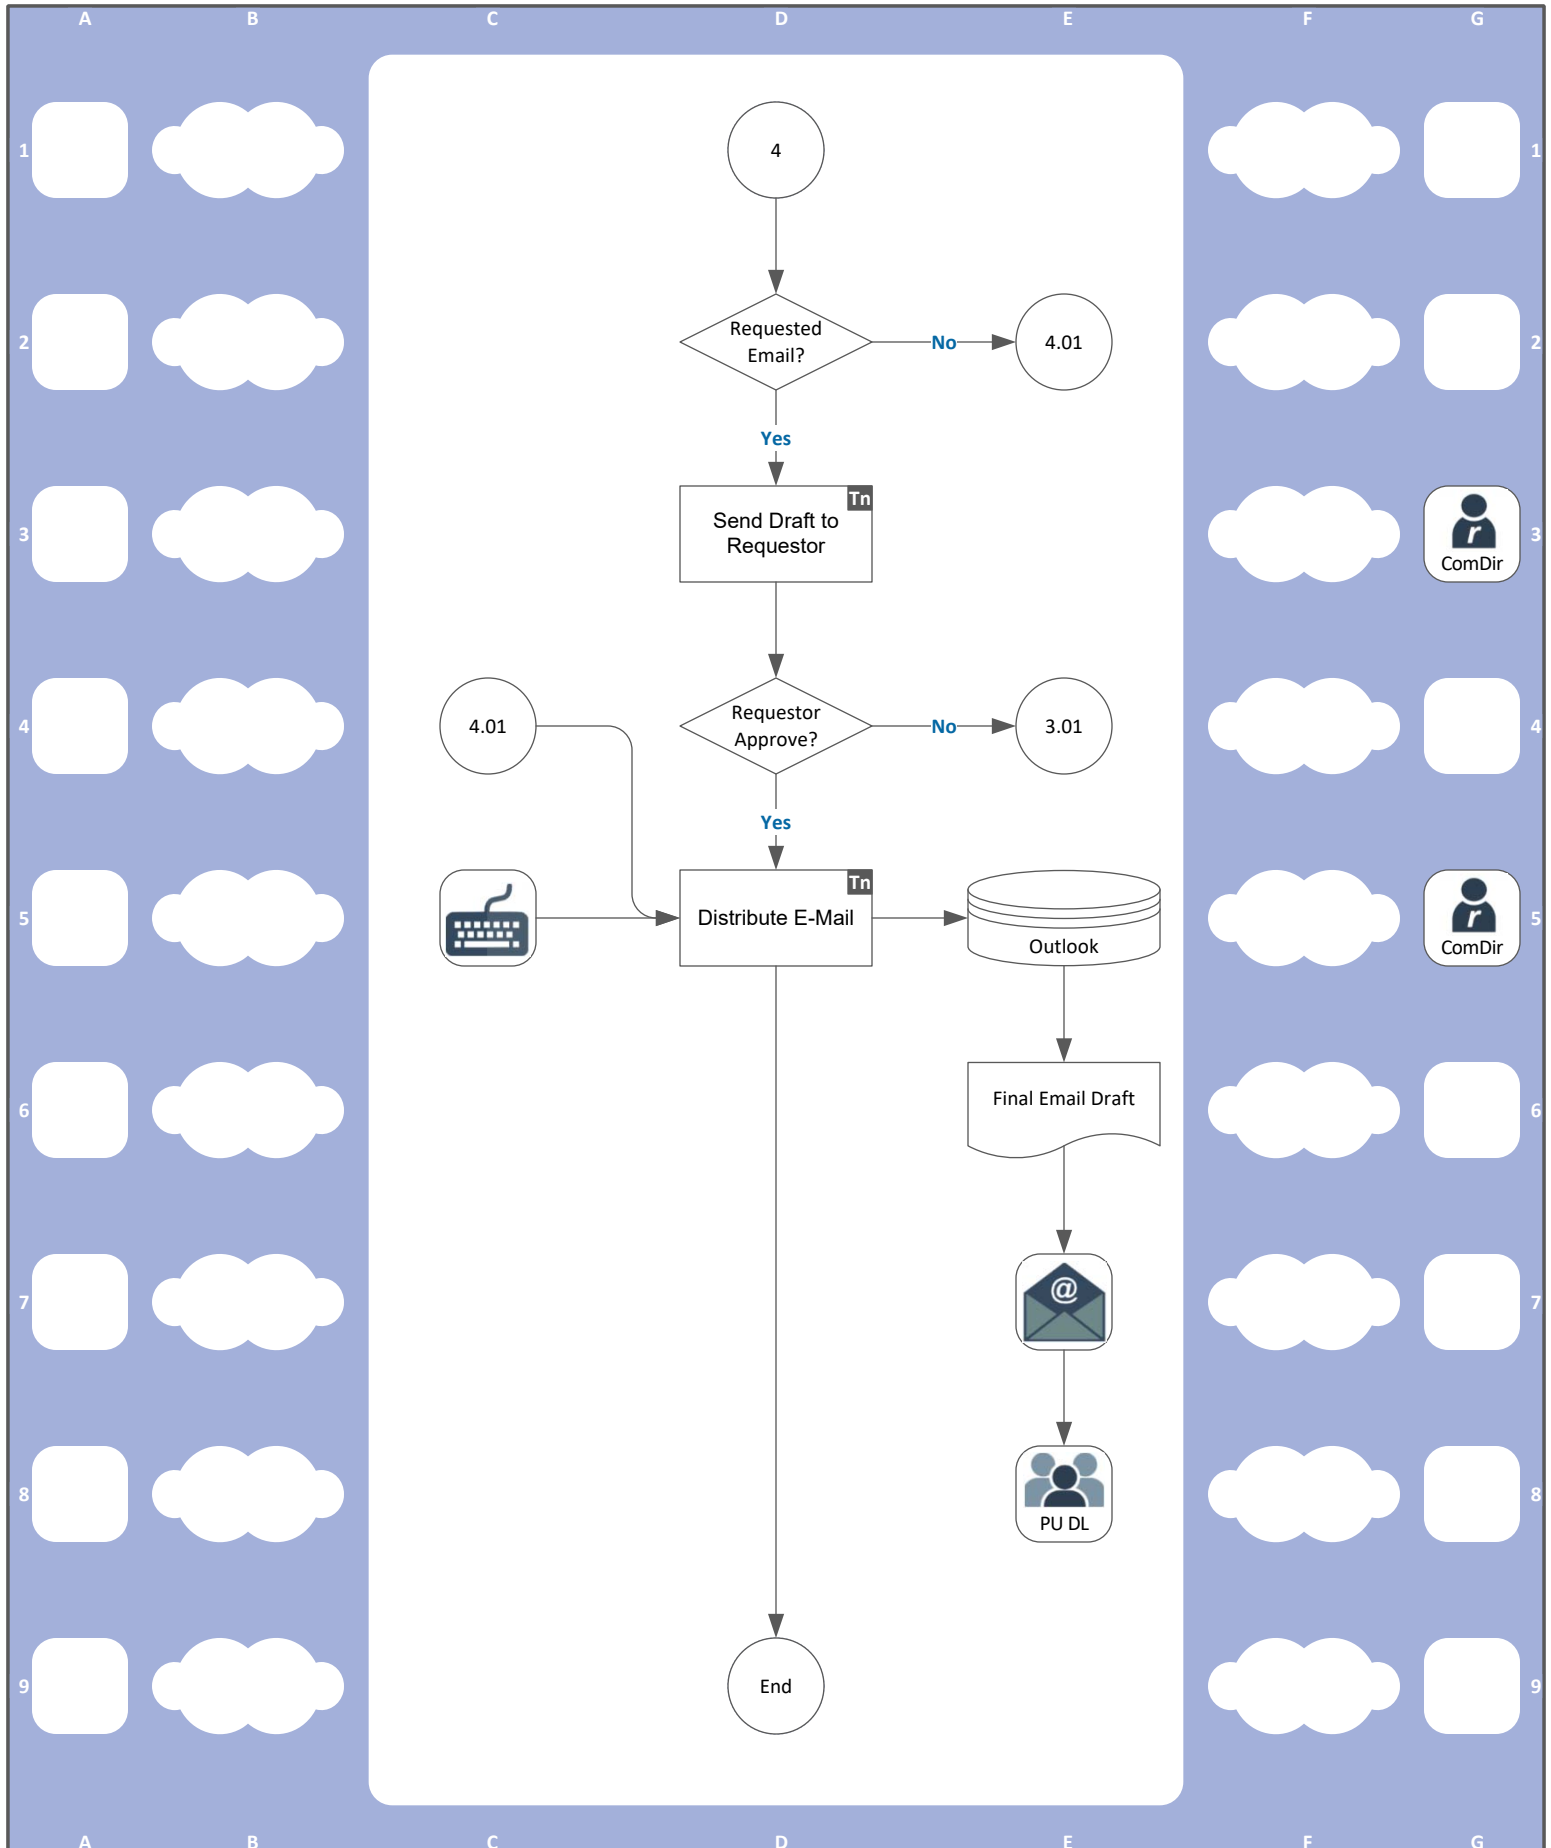 A B C D E F G
1 4 1
2 Requested
Email? No 4.01 2
Yes
3 Tn
Send Draft to
Requestor r
ComDir 3
4 4.01 Requestor
Approve? No 3.01 4
Yes
5 Tn
Distribute E-Mail Outlook r
ComDir 5
6 Final Email Draft 6
7 @ 7
8 PU DL 8
9 End 9
A B C D E F G